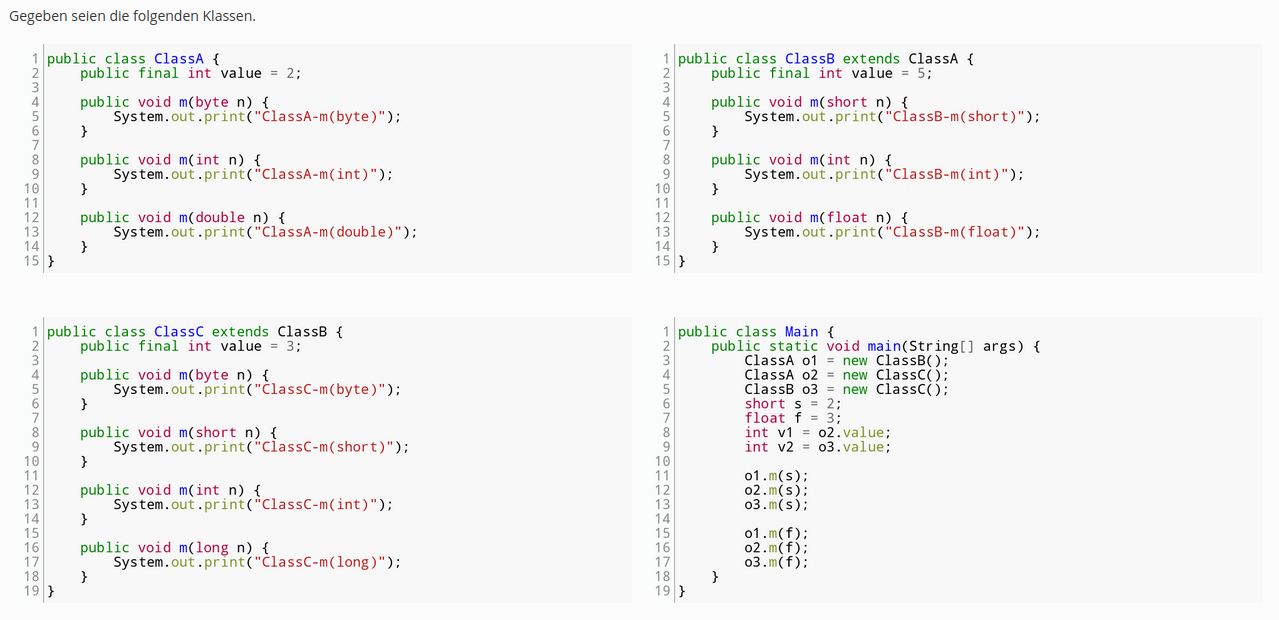 Gegeben seien die folgenden Klassen.
1 public class ClassA {
2     public final int value = 2;
3
4     public void m(byte n) {
5         System.out.print("ClassA-m(byte)");
6     }
7
8     public void m(int n) {
9         System.out.print("ClassA-m(int)");
10     }
11
12     public void m(double n) {
13         System.out.print("ClassA-m(double)");
14     }
15 }
1 public class ClassB extends ClassA {
2     public final int value = 5;
3
4     public void m(short n) {
5         System.out.print("ClassB-m(short)");
6     }
7
8     public void m(int n) {
9         System.out.print("ClassB-m(int)");
10     }
11
12     public void m(float n) {
13         System.out.print("ClassB-m(float)");
14     }
15 }
1 public class ClassC extends ClassB {
2     public final int value = 3;
3
4     public void m(byte n) {
5         System.out.print("ClassC-m(byte)");
6     }
7
8     public void m(short n) {
9         System.out.print("ClassC-m(short)");
10     }
11
12     public void m(int n) {
13         System.out.print("ClassC-m(int)");
14     }
15
16     public void m(long n) {
17         System.out.print("ClassC-m(long)");
18     }
19 }
1 public class Main {
2     public static void main(String[] args) {
3         ClassA o1 = new ClassB();
4         ClassA o2 = new ClassC();
5         ClassB o3 = new ClassC();
6         short s = 2;
7         float f = 3;
8         int v1 = o2.value;
9         int v2 = o3.value;
10
11         o1.m(s);
12         o2.m(s);
13         o3.m(s);
14
15         o1.m(f);
16         o2.m(f);
17         o3.m(f);
18     }
19 }